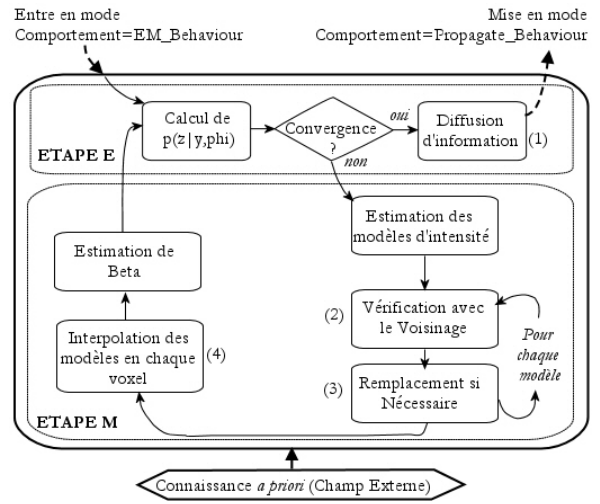 Entre en mode
Comportement=EM_Behaviour
Mise en mode
Comportement=Propagate_Behaviour
Calcul de
p(z|y,phi)
Convergence
?
oui
non
Diffusion
d'information
(1)
ETAPE E
Estimation des
modèles d'intensité
Estimation de
Beta
(2)
Vérification avec
le Voisinage
Interpolation des
modèles en chaque
voxel
(4)
Pour
chaque
modèle
(3)
Remplacement si
Nécessaire
ETAPE M
Connaissance a priori (Champ Externe)